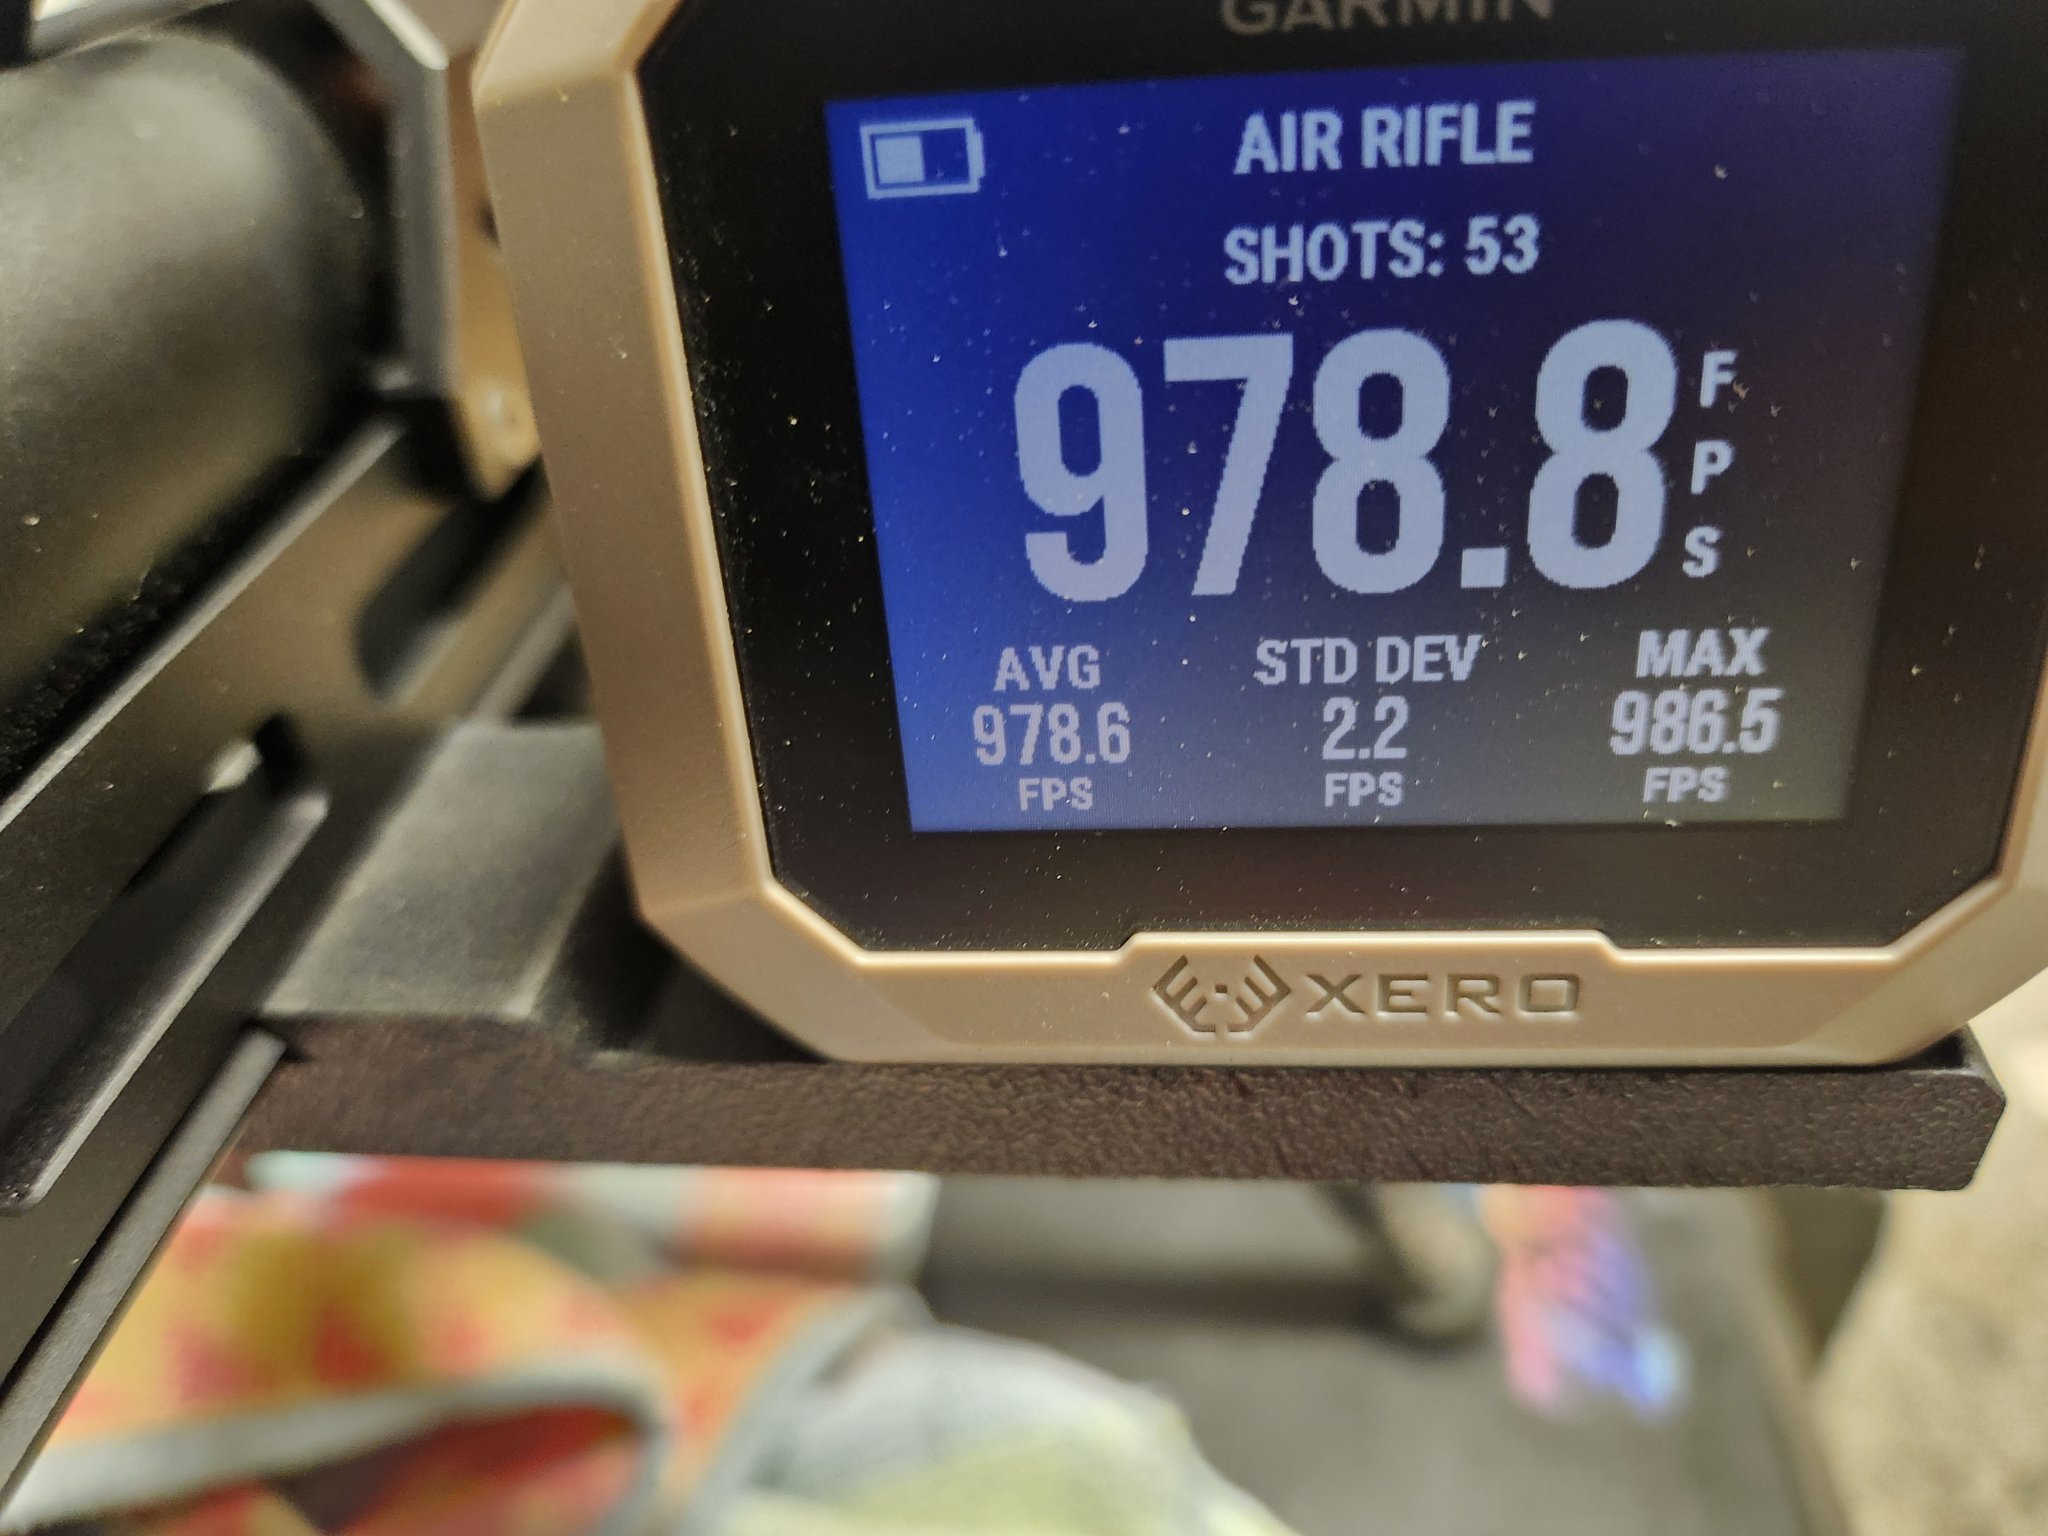 GARMIN
AIR RIFLE
SHOTS: 53
978.8 FPS
AVG STD DEV MAX
978.6 2.2 986.5
FPS FPS FPS
XERO